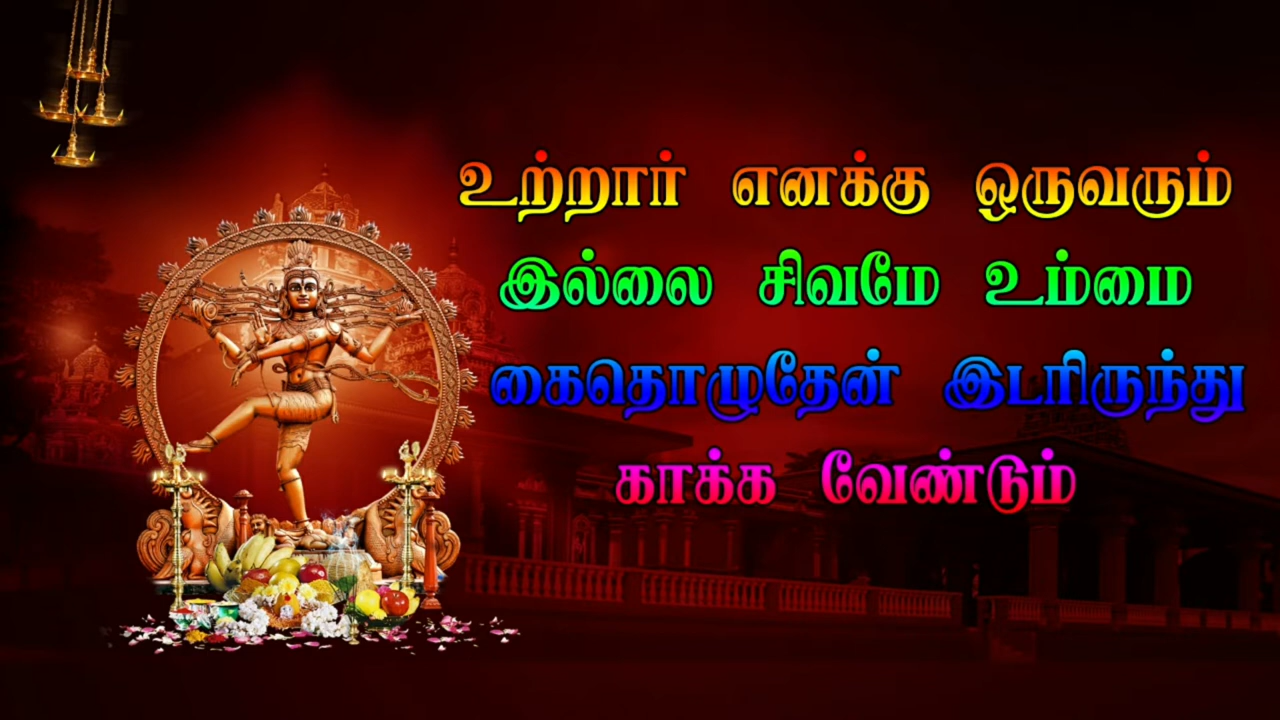 உற்றார் எனக்கு ஒருவரும்
இல்லை சிவமே உம்மை
கைதொழுதேன் இடரிருந்து
காக்க வேண்டும்